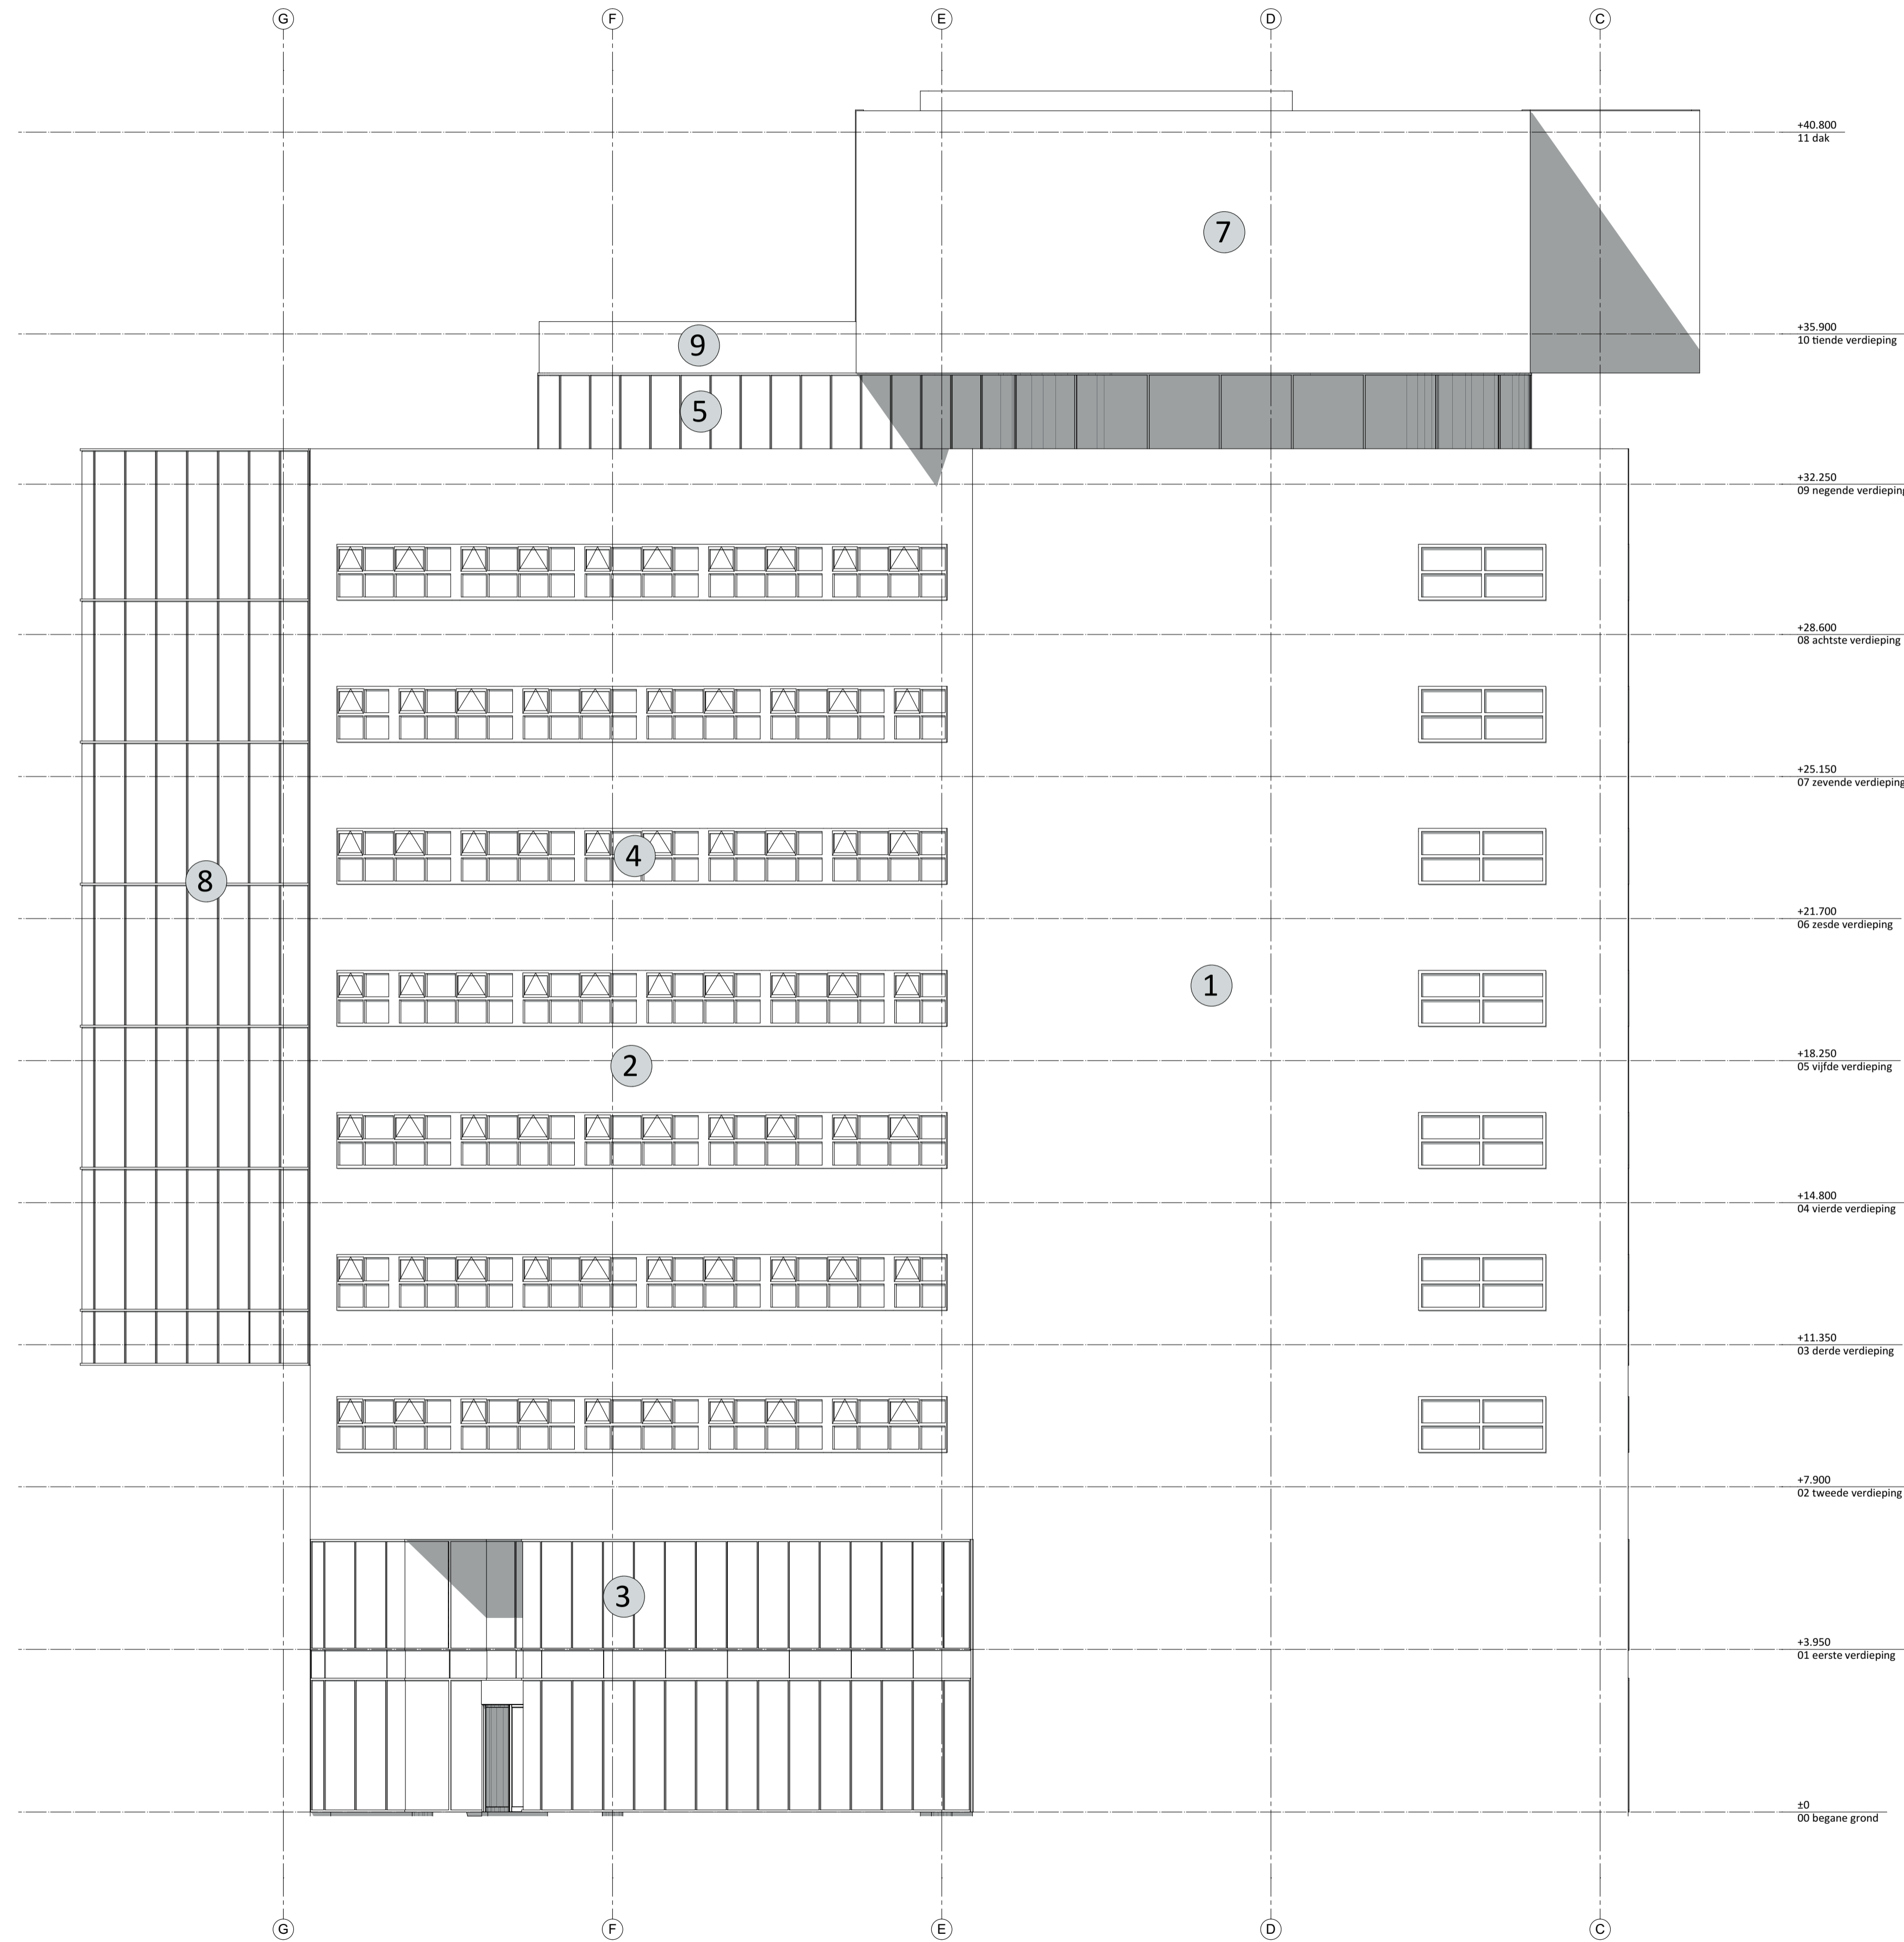 G F E D C
+40.800
11 dak
7
+35.900
10 tiende verdieping
9
5
+32.250
09 negende verdieping
+28.600
08 achtste verdieping
+25.150
07 zevende verdieping
4
8
+21.700
06 zesde verdieping
1
+18.250
05 vijfde verdieping
2
+14.800
04 vierde verdieping
+11.350
03 derde verdieping
+7.900
02 tweede verdieping
3
+3.950
01 eerste verdieping
±0
00 begane grond
G F E D C